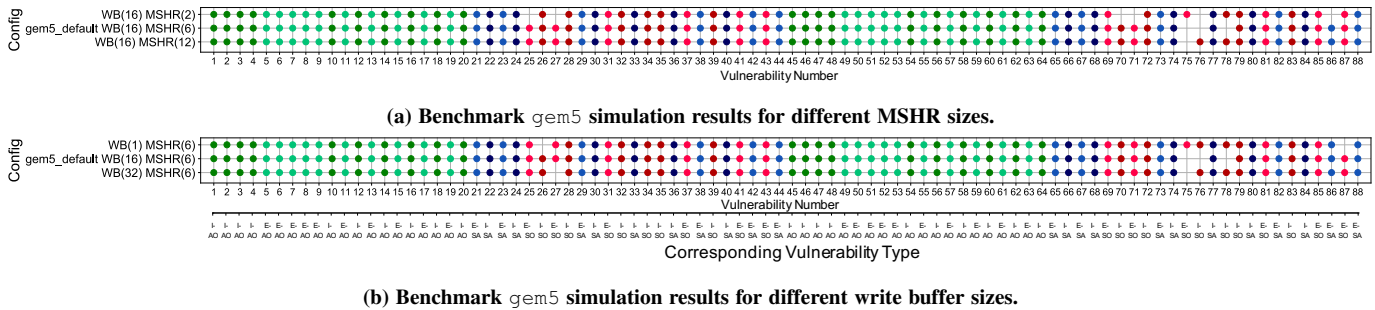 Config
WB(16) MSHR(2)
gem5_default WB(16) MSHR(6)
WB(16) MSHR(12)
1 2 3 4 5 6 7 8 9 10 11 12 13 14 15 16 17 18 19 20 21 22 23 24 25 26 27 28 29 30 31 32 33 34 35 36 37 38 39 40 41 42 43 44 45 46 47 48 49 50 51 52 53 54 55 56 57 58 59 60 61 62 63 64 65 66 67 68 69 70 71 72 73 74 75 76 77 78 79 80 81 82 83 84 85 86 87 88
Vulnerability Number
(a) Benchmark gem5 simulation results for different MSHR sizes.
Config
WB(1) MSHR(6)
gem5_default WB(16) MSHR(6)
WB(32) MSHR(6)
1 2 3 4 5 6 7 8 9 10 11 12 13 14 15 16 17 18 19 20 21 22 23 24 25 26 27 28 29 30 31 32 33 34 35 36 37 38 39 40 41 42 43 44 45 46 47 48 49 50 51 52 53 54 55 56 57 58 59 60 61 62 63 64 65 66 67 68 69 70 71 72 73 74 75 76 77 78 79 80 81 82 83 84 85 86 87 88
Vulnerability Number
Corresponding Vulnerability Type
(b) Benchmark gem5 simulation results for different write buffer sizes.